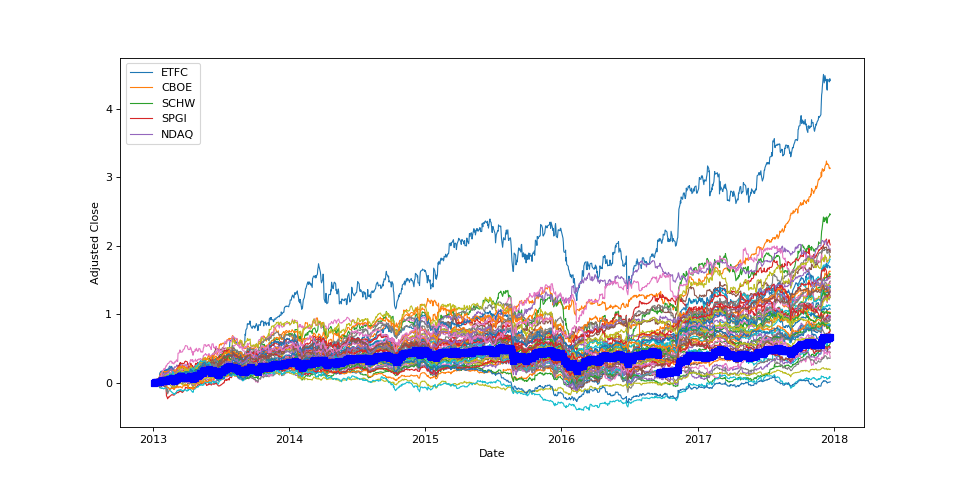 ETFC
CBOE
SCHW
SPGI
NDAQ
4
3
2
1
0
Adjusted Close
2013 2014 2015 2016 2017 2018
Date